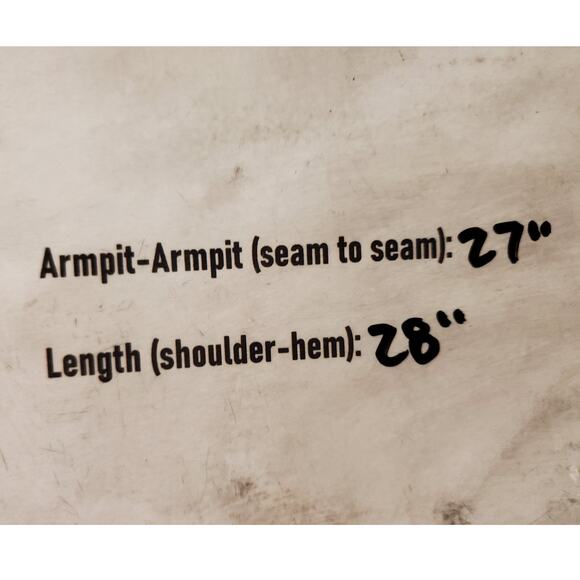 Armpit-Armpit (seam to seam): 27"
Length (shoulder-hem): 28"